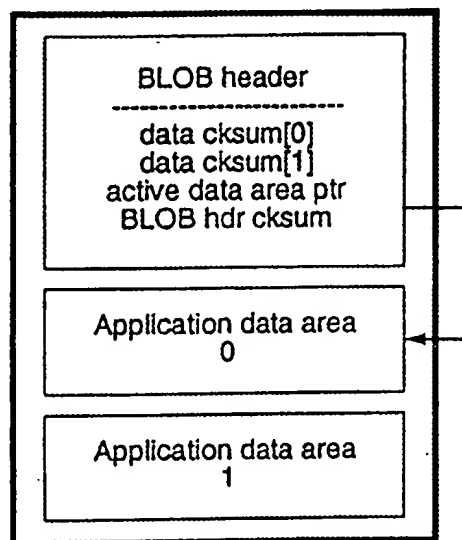 BLOB header
data cksum[0]
data cksum[1]
active data area ptr
BLOB hdr cksum
Application data area
0
Application data area
1